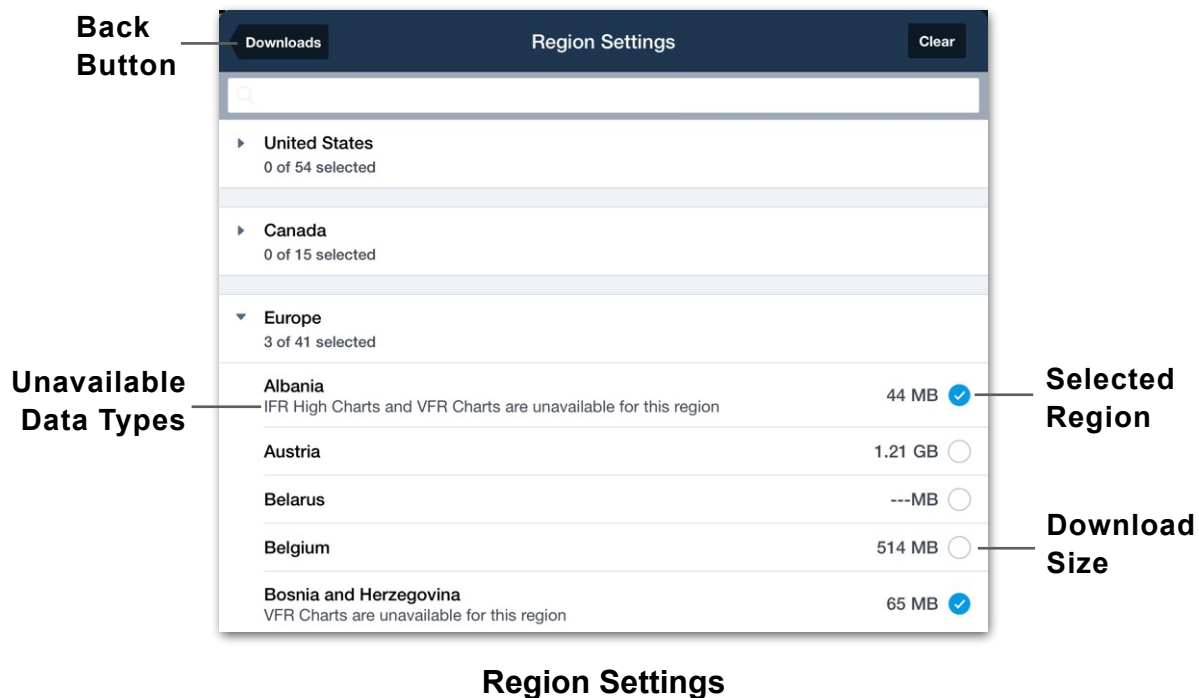 Back
Button
Downloads
Region Settings
Clear
United States
0 of 54 selected
Canada
0 of 15 selected
Europe
3 of 41 selected
Unavailable
Data Types
Albania
IFR High Charts and VFR Charts are unavailable for this region
44 MB
Selected
Region
Austria
1.21 GB
Belarus
---MB
Belgium
514 MB
Download
Size
Bosnia and Herzegovina
VFR Charts are unavailable for this region
65 MB
Region Settings